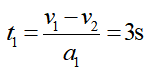 t₁ = (v₁ − v₂) / a₁ = 3s